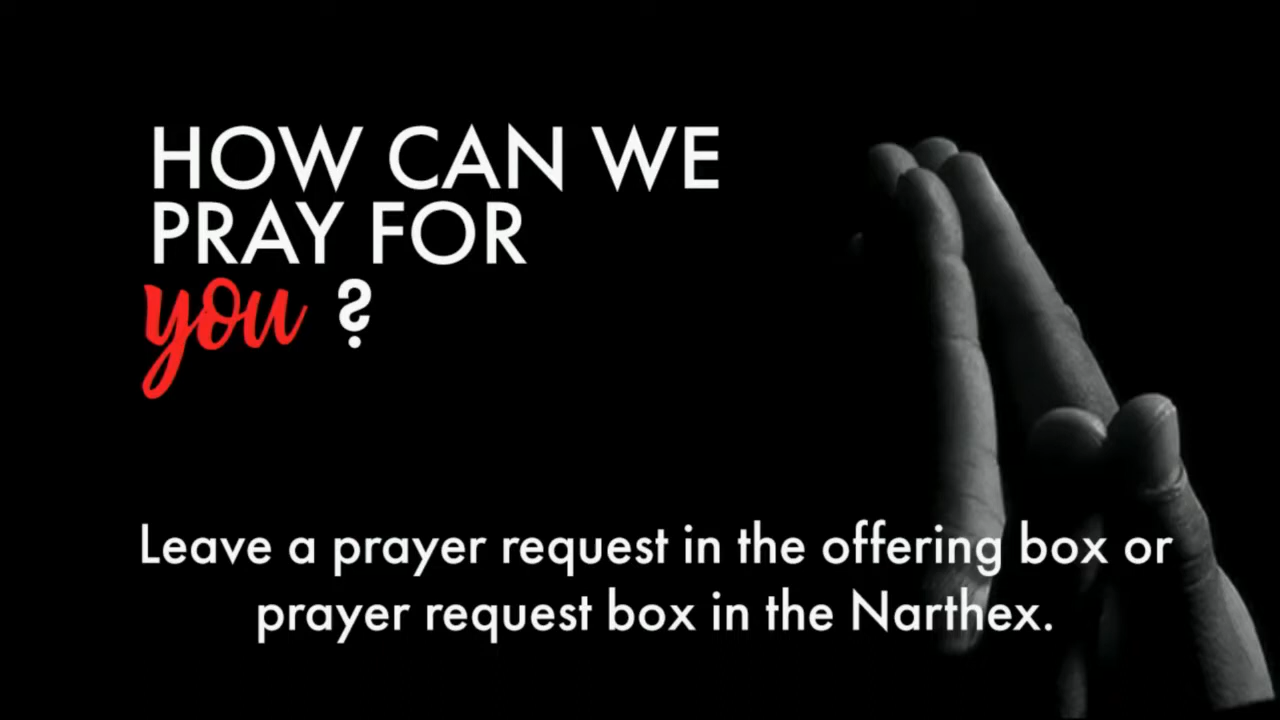 HOW CAN WE
PRAY FOR
you ?
Leave a prayer request in the offering box or
prayer request box in the Narthex.